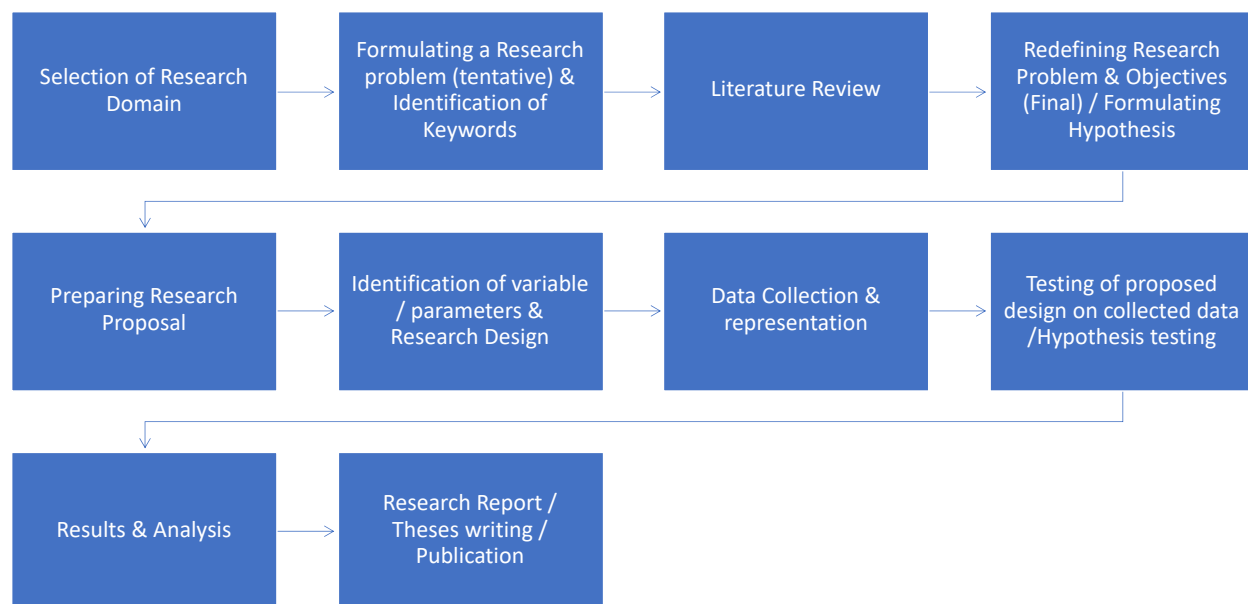 Selection of Research
Domain
Formulating a Research
problem (tentative) &
Identification of
Keywords
Literature Review
Redefining Research
Problem & Objectives
(Final) / Formulating
Hypothesis
Preparing Research
Proposal
Identification of variable
/ parameters &
Research Design
Data Collection &
representation
Testing of proposed
design on collected data
/Hypothesis testing
Results & Analysis
Research Report /
Theses writing /
Publication